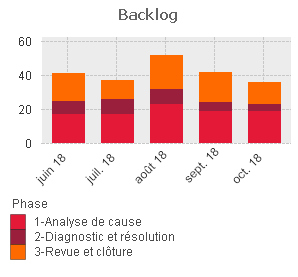 Backlog
60
40
20
0
juin 18
juil. 18
août 18
sept. 18
oct. 18
Phase
1-Analyse de cause
2-Diagnostic et résolution
3-Revue et clôture